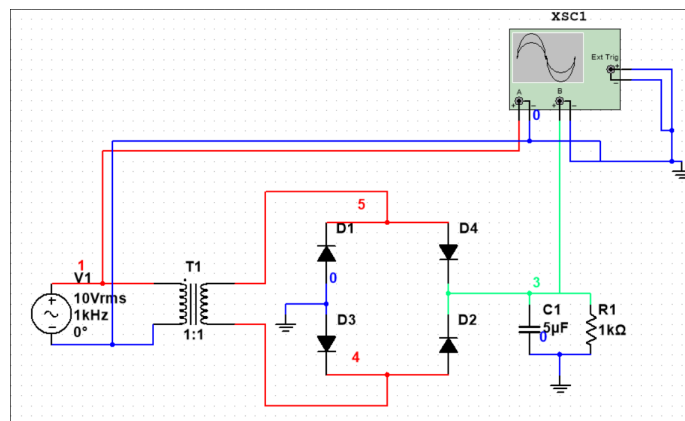 XSC1
Ext Trig
+
−
A
B
+ − + −
0
5
D1
D4
1
V1
T1
0
3
10Vrms
1kHz
0°
C1
R1
D3
D2
5µF
0
1kΩ
1:1
4